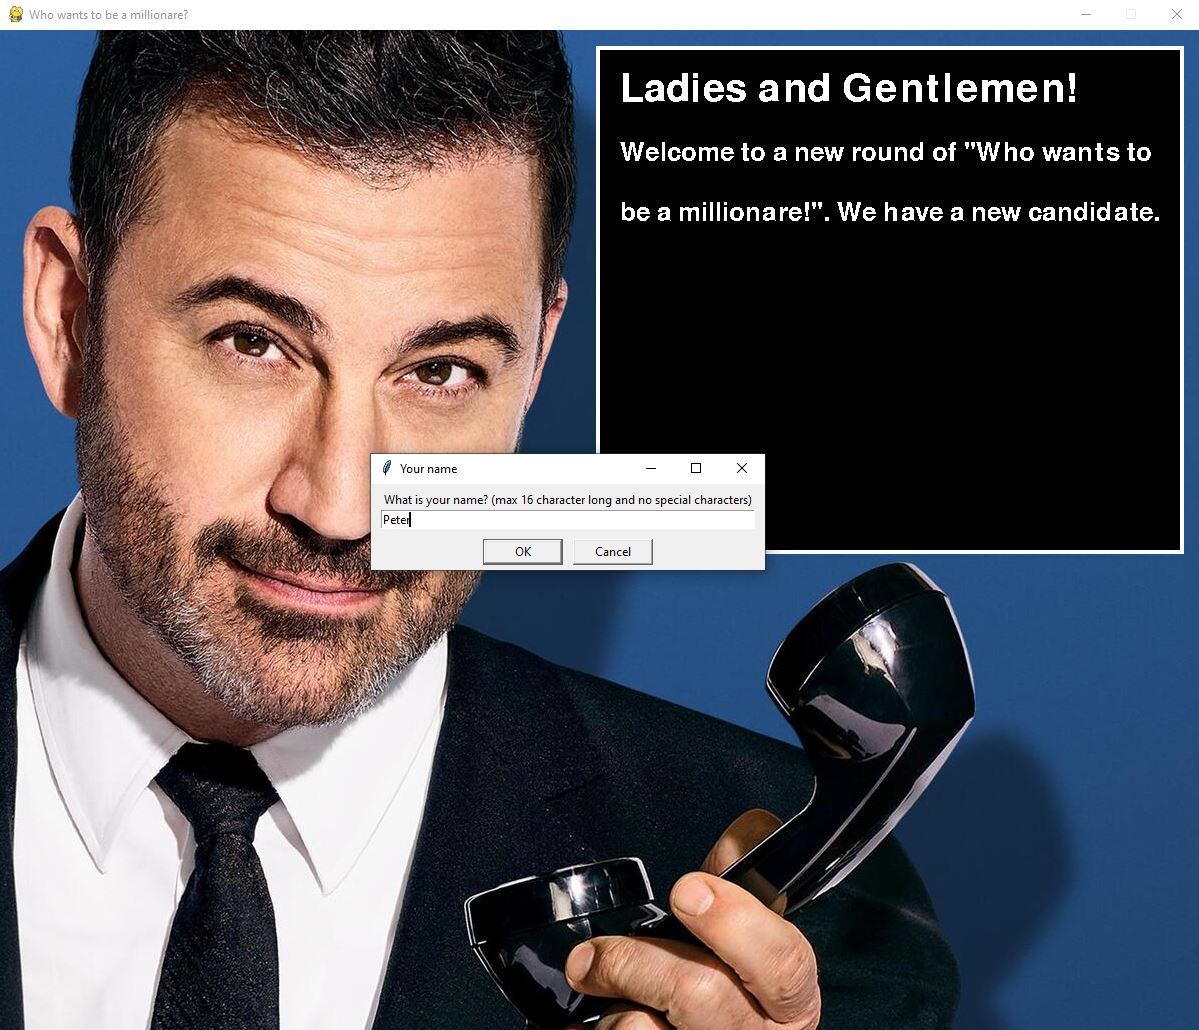 Who wants to be a millionare?
Ladies and Gentlemen!
Welcome to a new round of "Who wants to
be a millionare!". We have a new candidate.
Your name
What is your name? (max 16 character long and no special characters)
Peter
OK Cancel